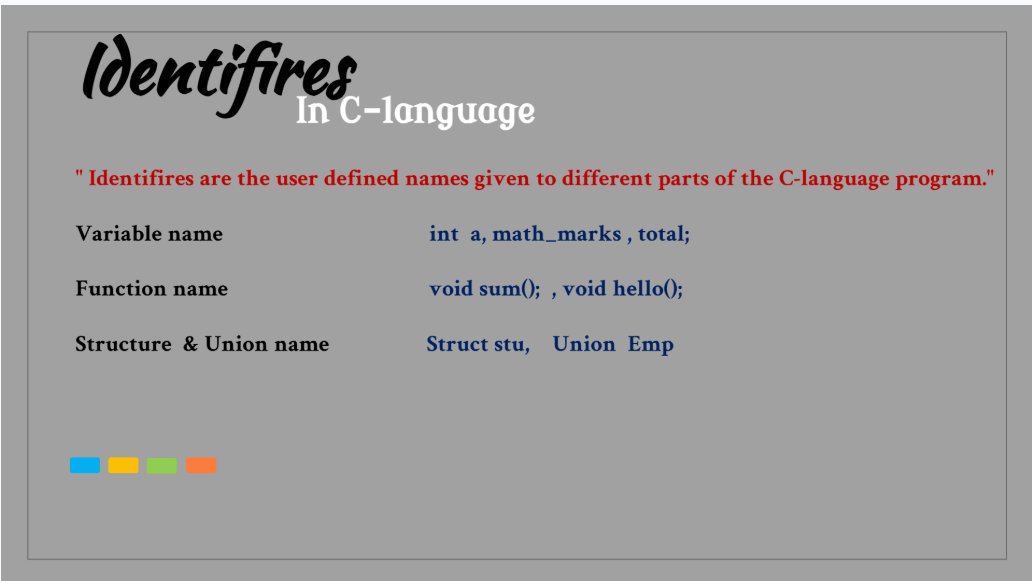 Identifires
In C-language
" Identifires are the user defined names given to different parts of the C-language program."
Variable name int a, math_marks , total;
Function name void sum(); , void hello();
Structure & Union name Struct stu, Union Emp